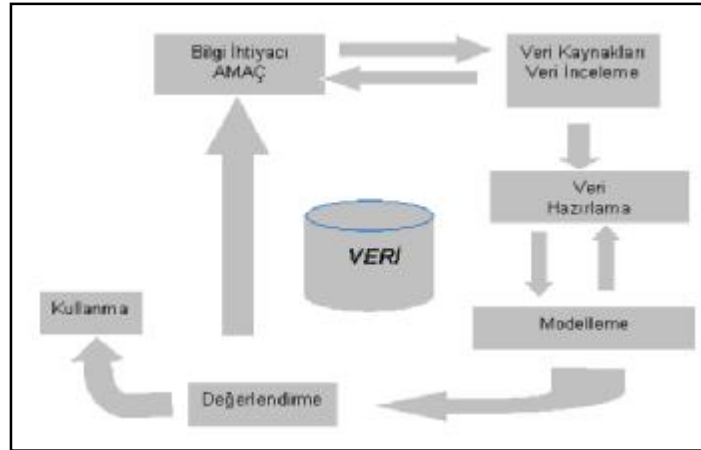 Bilgi İhtiyacı
AMAÇ
Veri Kaynakları
Veri İnceleme
Veri
Hazırlama
VERİ
Kullanma
Modelleme
Değerlendirme